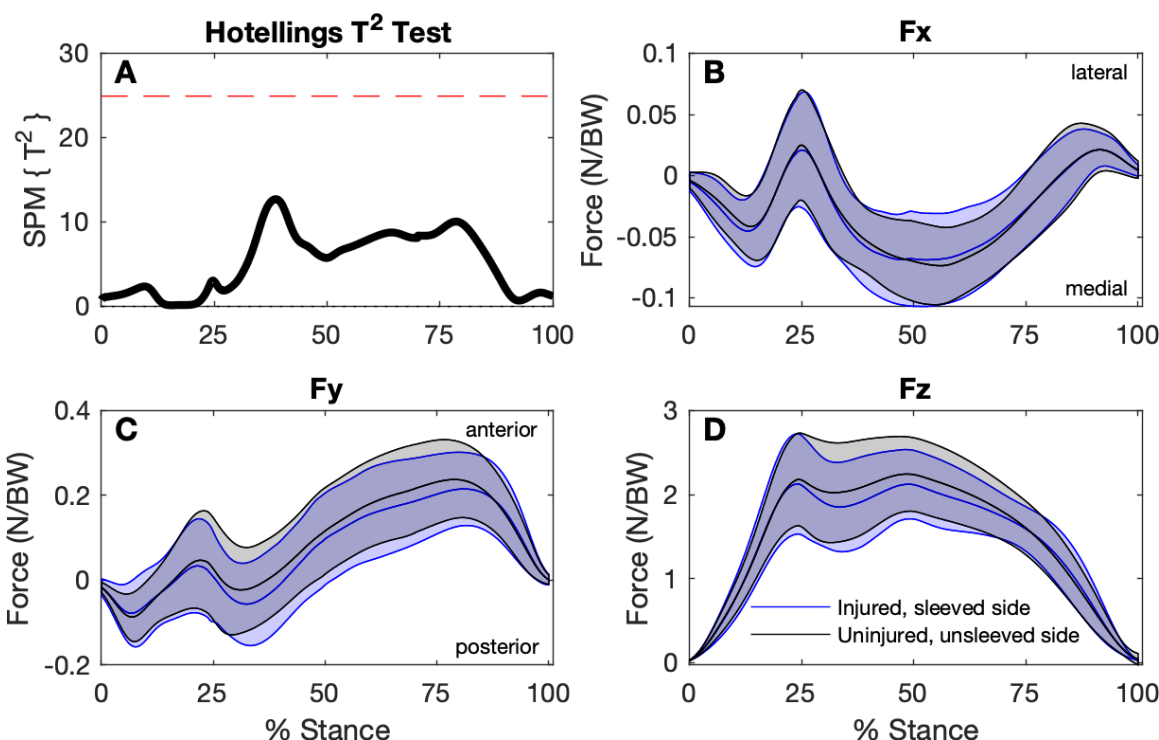 Hotellings T² Test
A
SPM { T² }
30
20
10
0
0 25 50 75 100
Fx
B
lateral
medial
Force (N/BW)
0.1
0.05
0
-0.05
-0.1
0 25 50 75 100
Fy
C
anterior
posterior
Force (N/BW)
0.4
0.2
0
-0.2
0 25 50 75 100
% Stance
Fz
D
Force (N/BW)
3
2
1
0
Injured, sleeved side
Uninjured, unsleeved side
0 25 50 75 100
% Stance